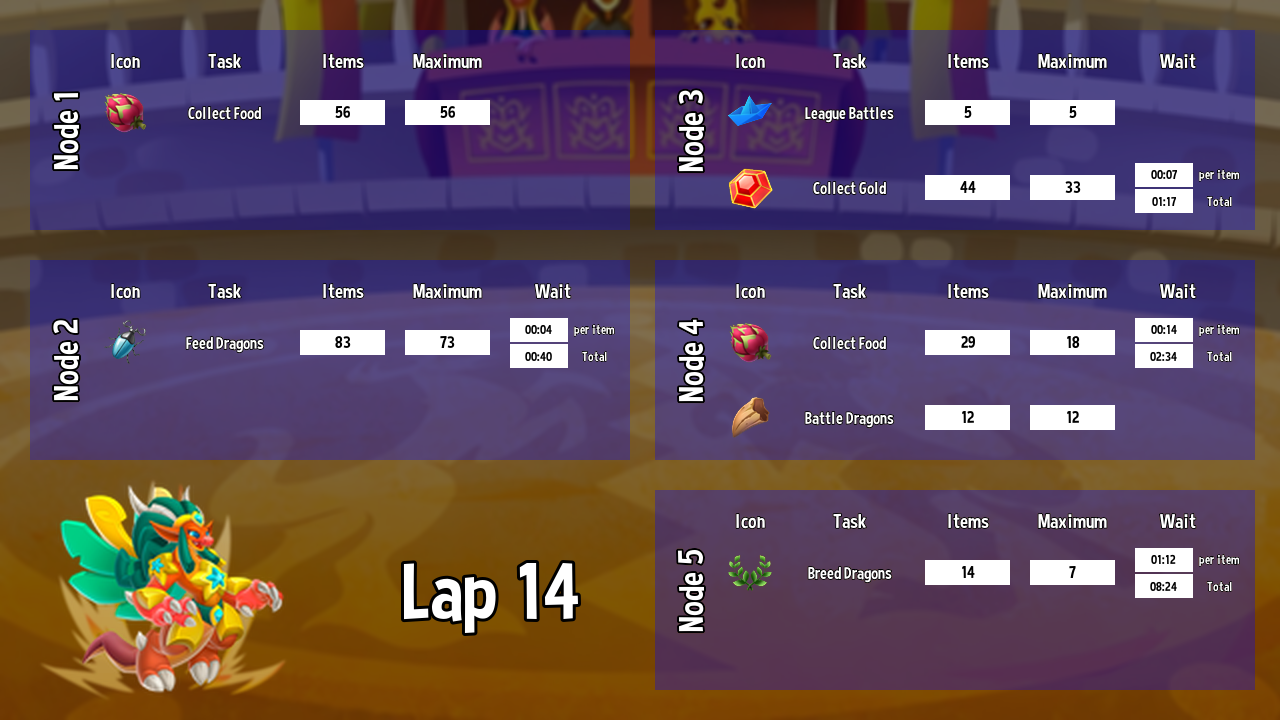 Node 1
Icon Task Items Maximum
Collect Food 56 56
Node 2
Icon Task Items Maximum Wait
Feed Dragons 83 73 00:04 per item
00:40 Total
Node 3
Icon Task Items Maximum Wait
League Battles 5 5
Collect Gold 44 33 00:07 per item
01:17 Total
Node 4
Icon Task Items Maximum Wait
Collect Food 29 18 00:14 per item
02:34 Total
Battle Dragons 12 12
Node 5
Icon Task Items Maximum Wait
Breed Dragons 14 7 01:12 per item
08:24 Total
Lap 14